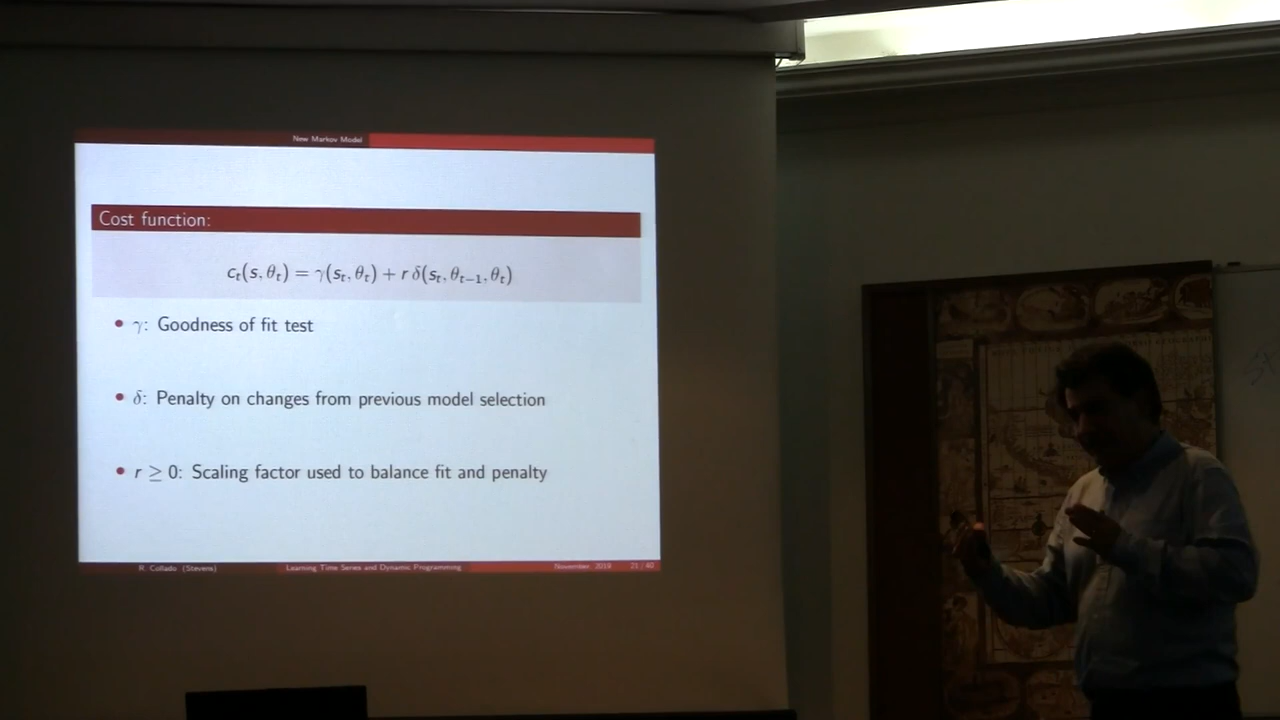 New Markov Model
Cost function:
c_t(s, θ_t) = γ(s_t, θ_t) + r δ(s_t, θ_{t−1}, θ_t)
• γ: Goodness of fit test
• δ: Penalty on changes from previous model selection
• r ≥ 0: Scaling factor used to balance fit and penalty
R. Collado (Stevens) Learning Time Series and Dynamic Programming November 2019 21 / 40